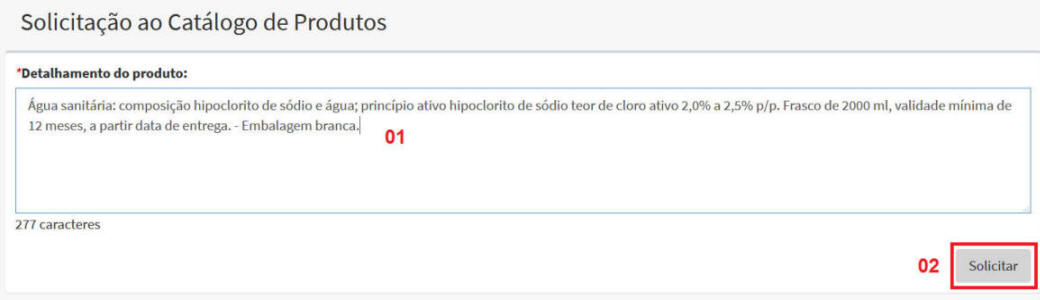 Solicitação ao Catálogo de Produtos
*Detalhamento do produto:
Água sanitária: composição hipoclorito de sódio e água; princípio ativo hipoclorito de sódio teor de cloro ativo 2,0% a 2,5% p/p. Frasco de 2000 ml, validade mínima de
12 meses, a partir data de entrega. - Embalagem branca.
01
277 caracteres
02 Solicitar